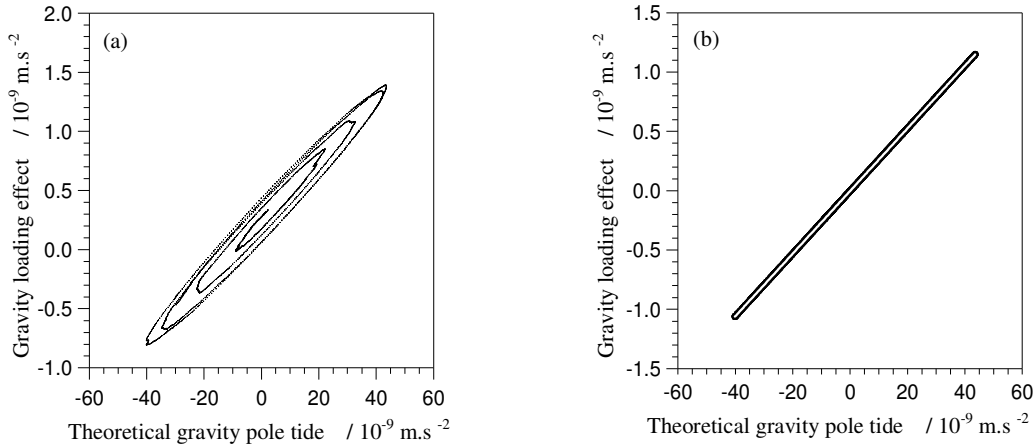 (a)
Gravity loading effect / 10-9 m.s-2
2.0
1.5
1.0
0.5
0.0
-0.5
-1.0
-60 -40 -20 0 20 40 60
Theoretical gravity pole tide / 10-9 m.s-2
(b)
Gravity loading effect / 10-9 m.s-2
1.5
1.0
0.5
0.0
-0.5
-1.0
-1.5
-60 -40 -20 0 20 40 60
Theoretical gravity pole tide / 10-9 m.s-2